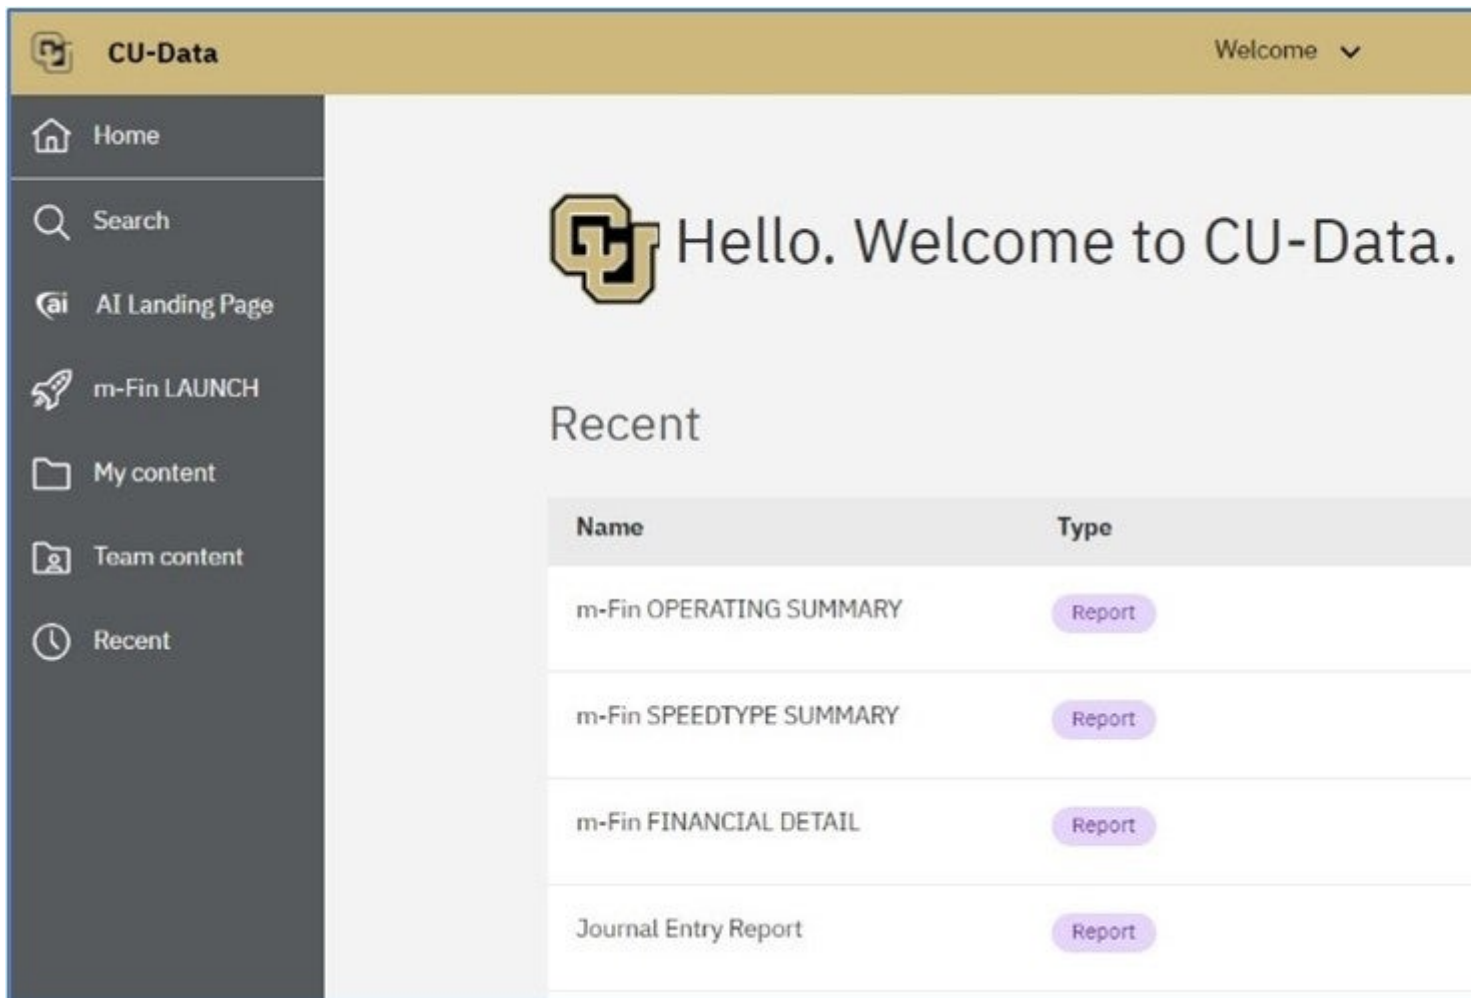 CU-Data
Welcome
Home
Search
ai AI Landing Page
m-Fin LAUNCH
My content
Team content
Recent
CU Hello. Welcome to CU-Data.
Recent
Name Type
m-Fin OPERATING SUMMARY Report
m-Fin SPEEDTYPE SUMMARY Report
m-Fin FINANCIAL DETAIL Report
Journal Entry Report Report